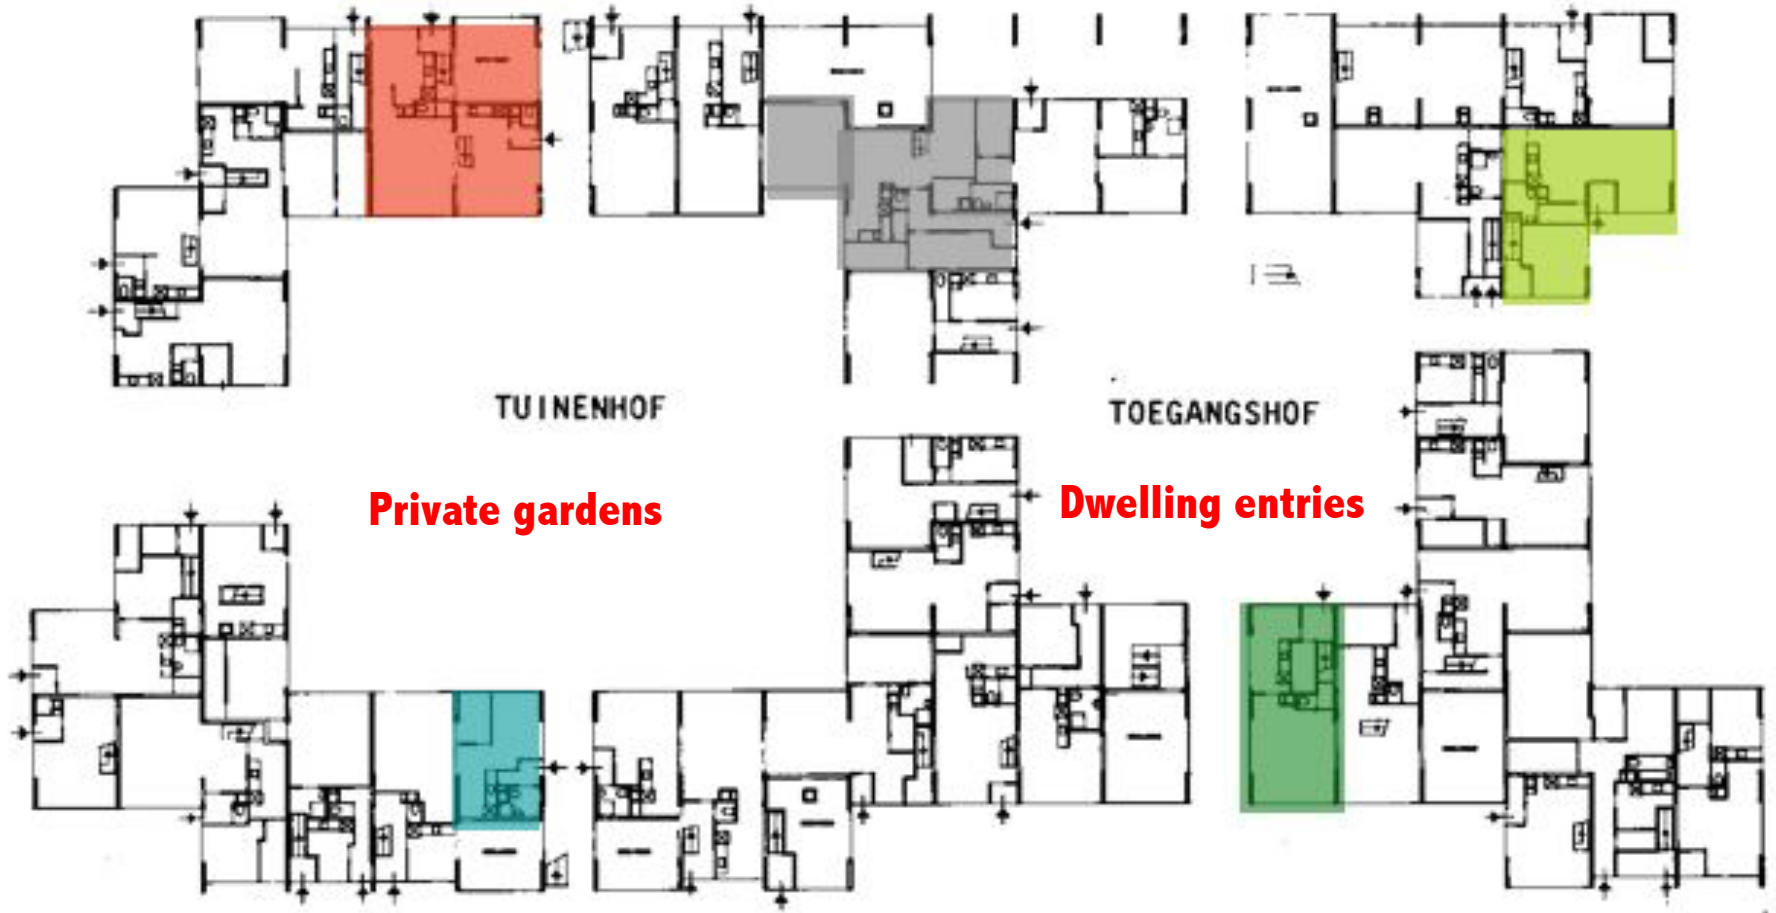 TUINENHOF
TOEGANGSHOF
Private gardens
Dwelling entries